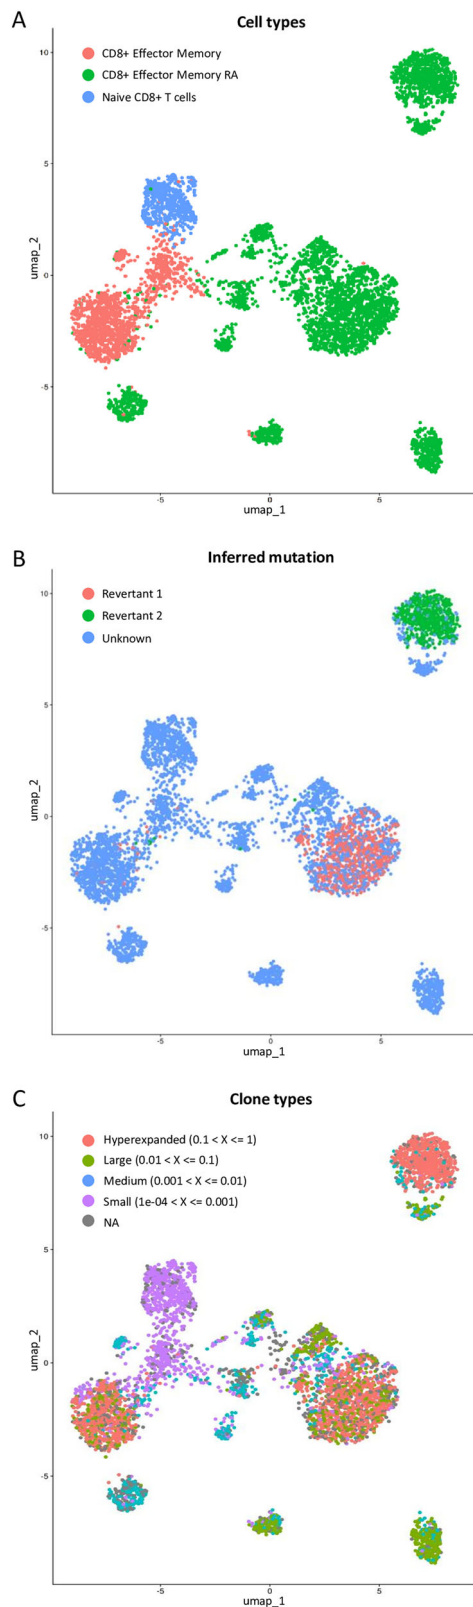 A
Cell types
10
CD8+ Effector Memory
CD8+ Effector Memory RA
Naive CD8+ T cells
5
umap_2
0
-5
-5
0
5
umap_1
B
Inferred mutation
10
Revertant 1
Revertant 2
Unknown
5
umap_2
0
-5
-5
0
5
umap_1
C
Clone types
10
Hyperexpanded (0.1 < X <= 1)
Large (0.01 < X <= 0.1)
Medium (0.001 < X <= 0.01)
Small (1e-04 < X <= 0.001)
NA
5
umap_2
0
-5
-5
0
5
umap_1